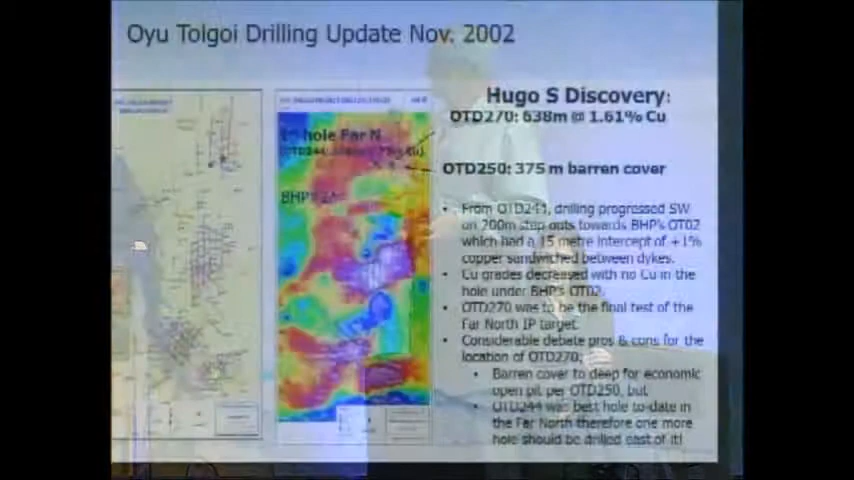 Oyu Tolgoi Drilling Update Nov. 2002
Hugo S Discovery:
OTD270: 638m @ 1.61% Cu
hole Far N
OTD250: 375 m barren cover
• From OTD244, drilling progressed SW
on 200m step outs towards BHP's OT02
which had a 15 metre intercept of +1%
copper sandwiched between dykes.
• Cu grades decreased with no Cu in the
hole under BHP's OT02.
• OTD270 was to be the final test of the
Far North IP target.
• Considerable debate pros & cons for the
location of OTD270;
• Barren cover to deep for economic
open pit per OTD250, but
• OTD244 was best hole to-date in
the Far North therefore one more
hole should be drilled east of it!